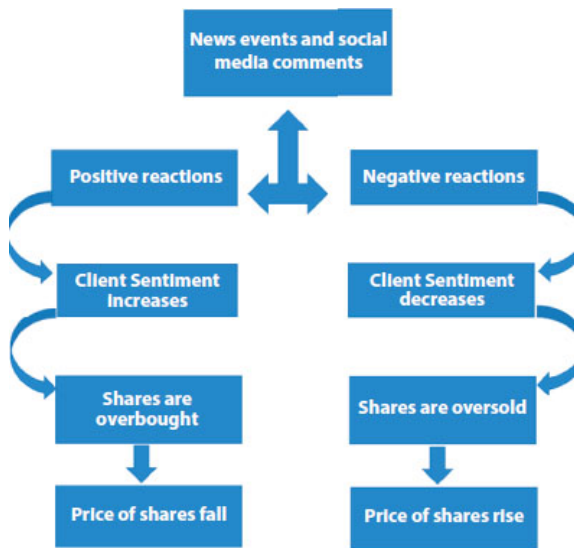 News events and social
media comments
Positive reactions
Negative reactions
Client Sentiment
increases
Client Sentiment
decreases
Shares are
overbought
Shares are oversold
Price of shares fall
Price of shares rise